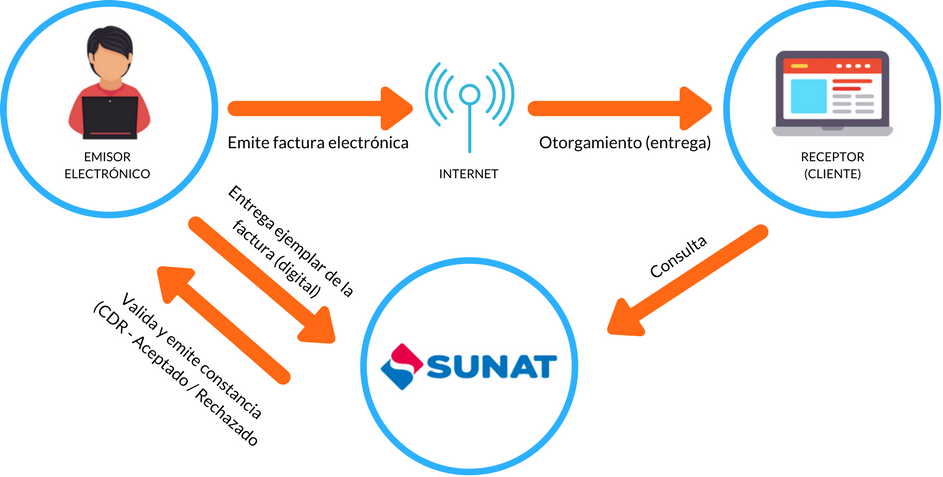 EMISOR
ELECTRÓNICO
Emite factura electrónica
INTERNET
Otorgamiento (entrega)
RECEPTOR
(CLIENTE)
Entrega ejemplar de la
factura (digital)
Valida y emite constancia
(CDR - Aceptado / Rechazado
Consulta
SUNAT